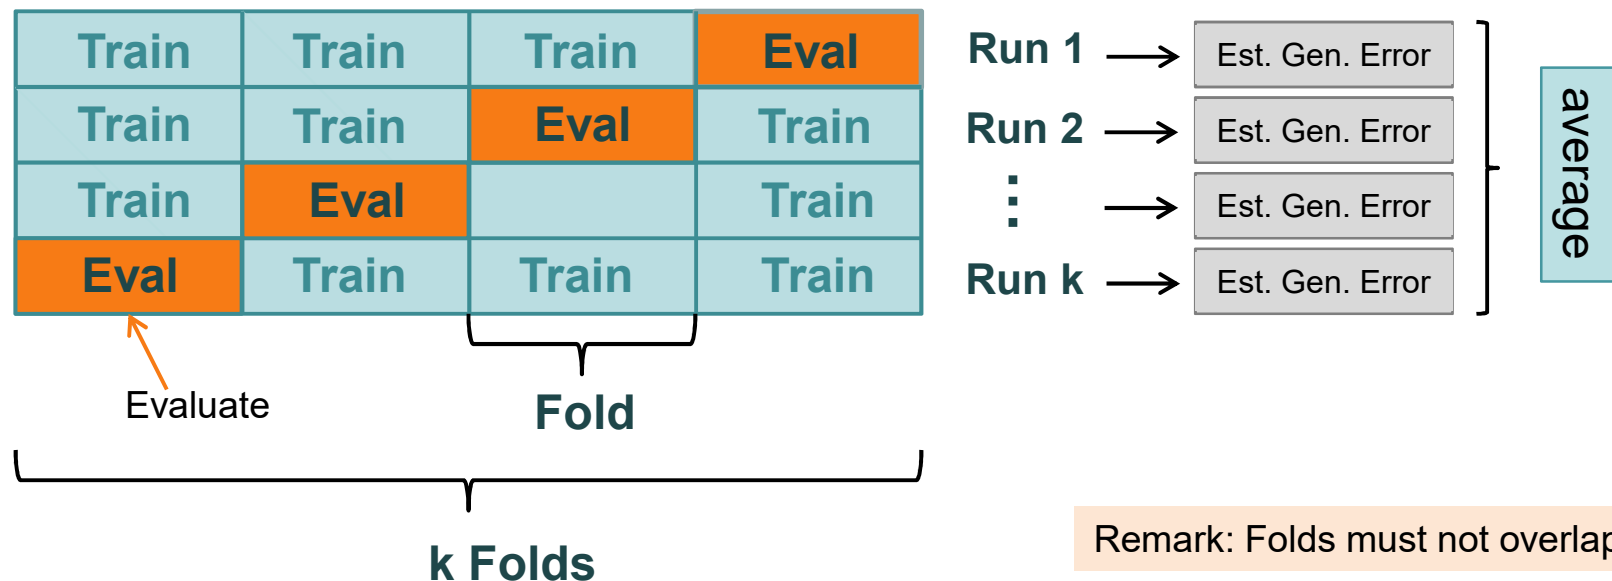 Train Train Train Eval Run 1 Est. Gen. Error
Train Train Eval Train Run 2 Est. Gen. Error
Train Eval Train ⋮ Est. Gen. Error
Eval Train Train Train Run k Est. Gen. Error
average
Evaluate
Fold
k Folds
Remark: Folds must not overlap